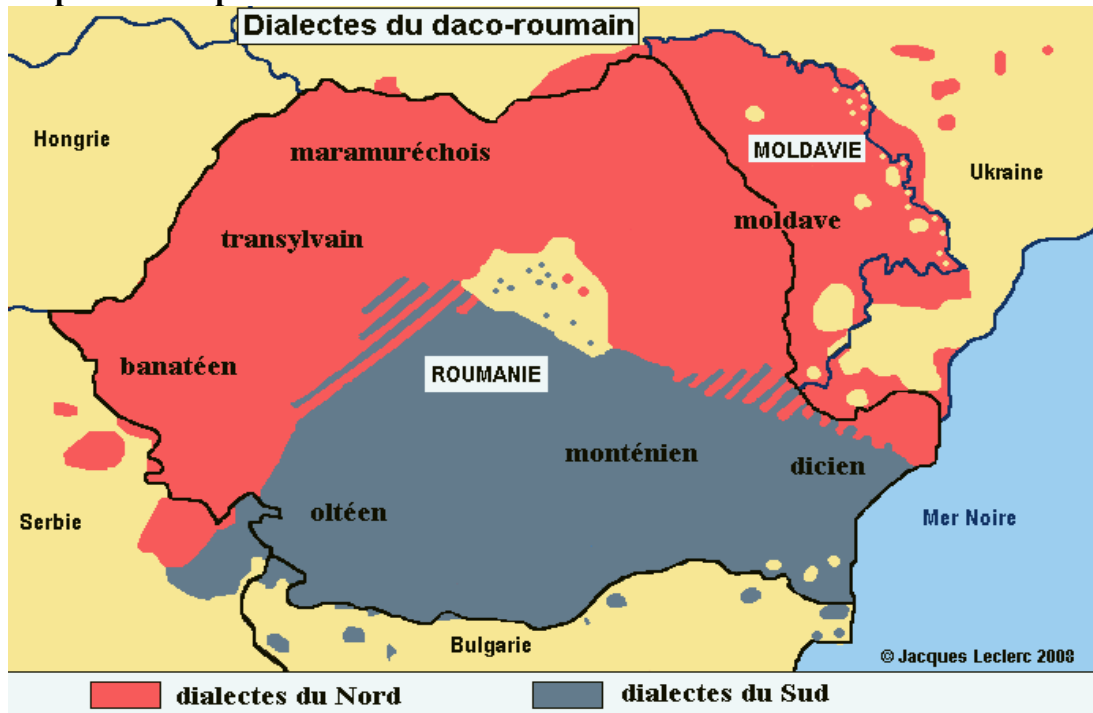 Dialectes du daco-roumain
Hongrie
maramuréchois
MOLDAVIE
Ukraine
moldave
transylvain
banatéen
ROUMANIE
monténien
dicien
oltéen
Serbie
Mer Noire
Bulgarie
© Jacques Leclerc 2008
dialectes du Nord
dialectes du Sud